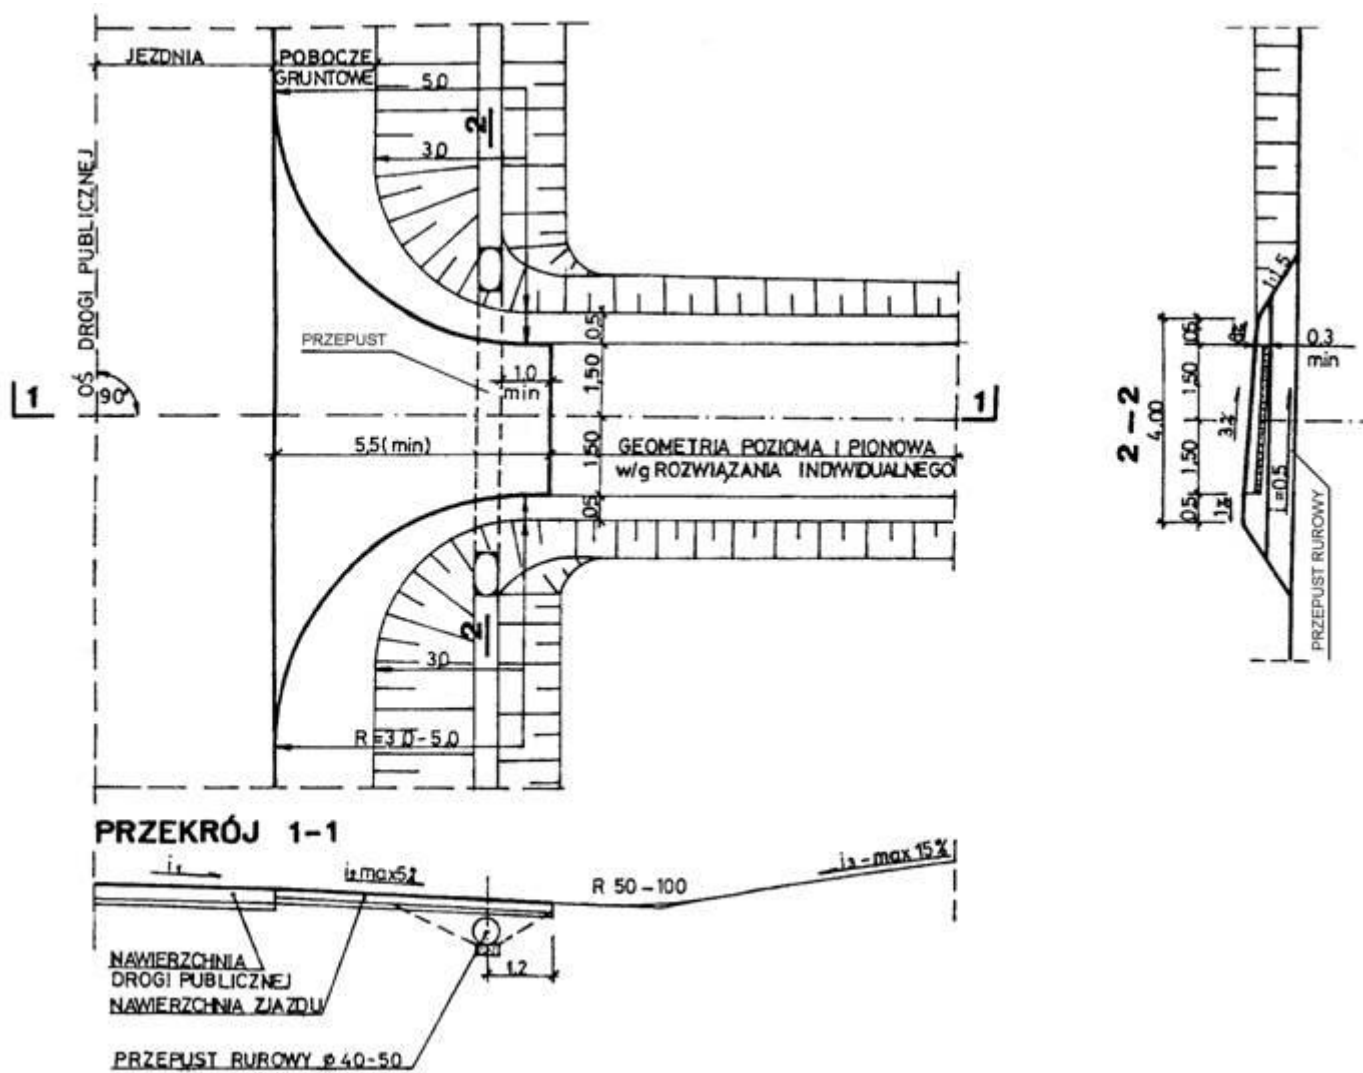 JEZDNIA
POBOCZE
GRUNTOWE
5,0
2
3,0
OŚ DROGI PUBLICZNEJ
PRZEPUST
0,5
1,50
1,0
min
90°
1
1
5,5(min)
1,50
GEOMETRIA POZIOMA I PIONOWA
w/g ROZWIĄZANIA INDYWIDUALNEGO
0,5
2
3,0
R=3,0-5,0
2-2
4.00
0,5
1,50
1,50
0,5
1:1,5
0,3
min
3%
i=0,5
PRZEPUST RUROWY
PRZEKRÓJ 1-1
i₁
i₂ max5%
R 50-100
i₃-max 15%
NAWIERZCHNIA
DROGI PUBLICZNEJ
NAWIERZCHNIA ZJAZDU
1,2
PRZEPUST RUROWY ø 40-50